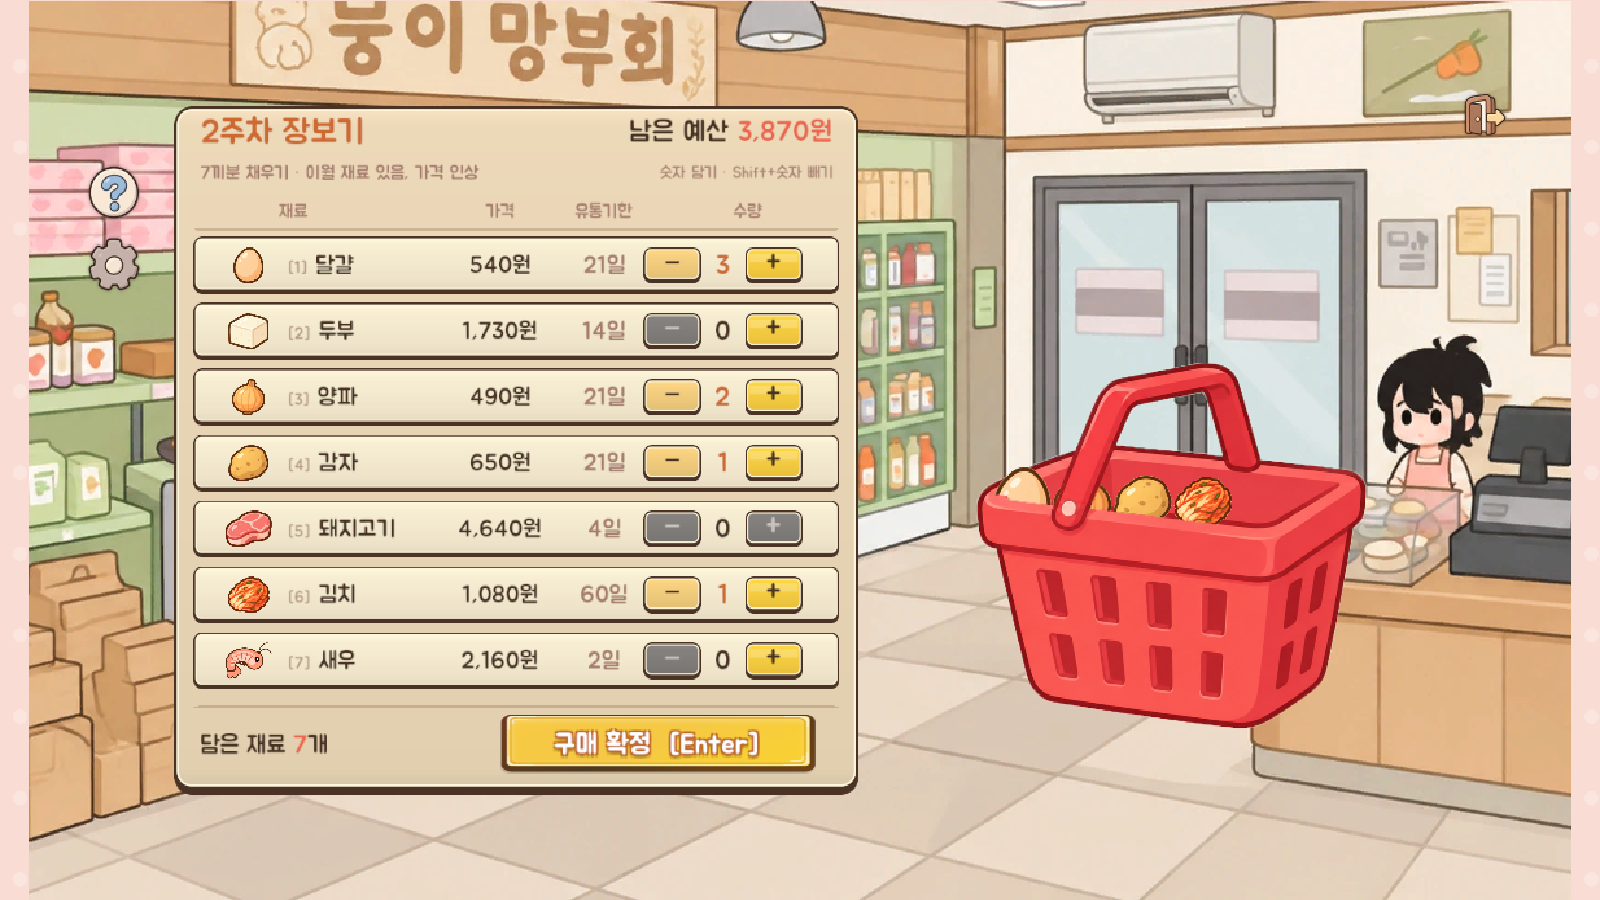 붕이 망부회
2주차 장보기
남은 예산 3,870원
7끼분 채우기 · 이월 재료 있음, 가격 인상
숫자 담기 · Shift+숫자 빼기
재료 가격 유통기한 수량
[1] 달걀 540원 21일 − 3 +
[2] 두부 1,730원 14일 − 0 +
[3] 양파 490원 21일 − 2 +
[4] 감자 650원 21일 − 1 +
[5] 돼지고기 4,640원 4일 − 0 +
[6] 김치 1,080원 60일 − 1 +
[7] 새우 2,160원 2일 − 0 +
담은 재료 7개
구매 확정 [Enter]
?